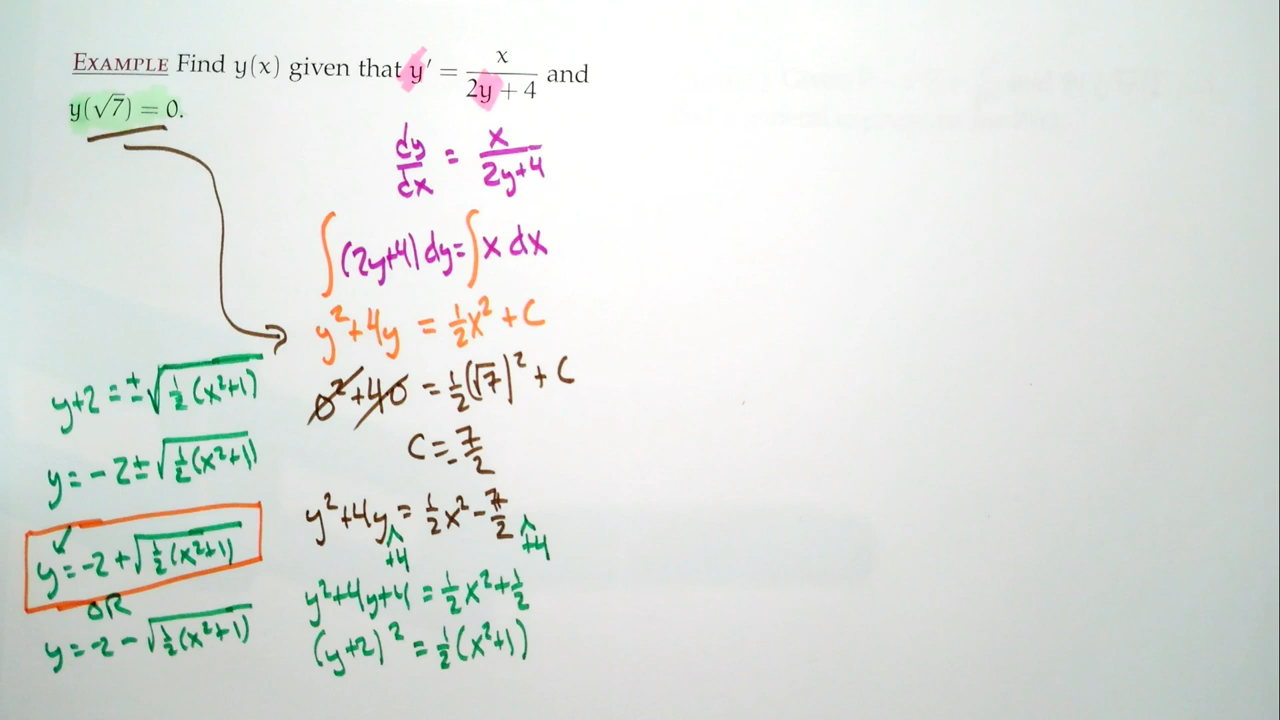 EXAMPLE Find y(x) given that y′ = x / (2y + 4) and
y(√7) = 0.
dy/dx = x/(2y+4)
∫(2y+4) dy = ∫x dx
y² + 4y = ½x² + C
0² + 4·0 = ½(√7)² + C
C = -7/2
y² + 4y = ½x² - 7/2
+4 +4
y² + 4y + 4 = ½x² + ½
(y+2)² = ½(x²+1)
y+2 = ±√(½(x²+1))
y = -2 ± √(½(x²+1))
✓
y = -2 + √(½(x²+1))
OR
y = -2 - √(½(x²+1))